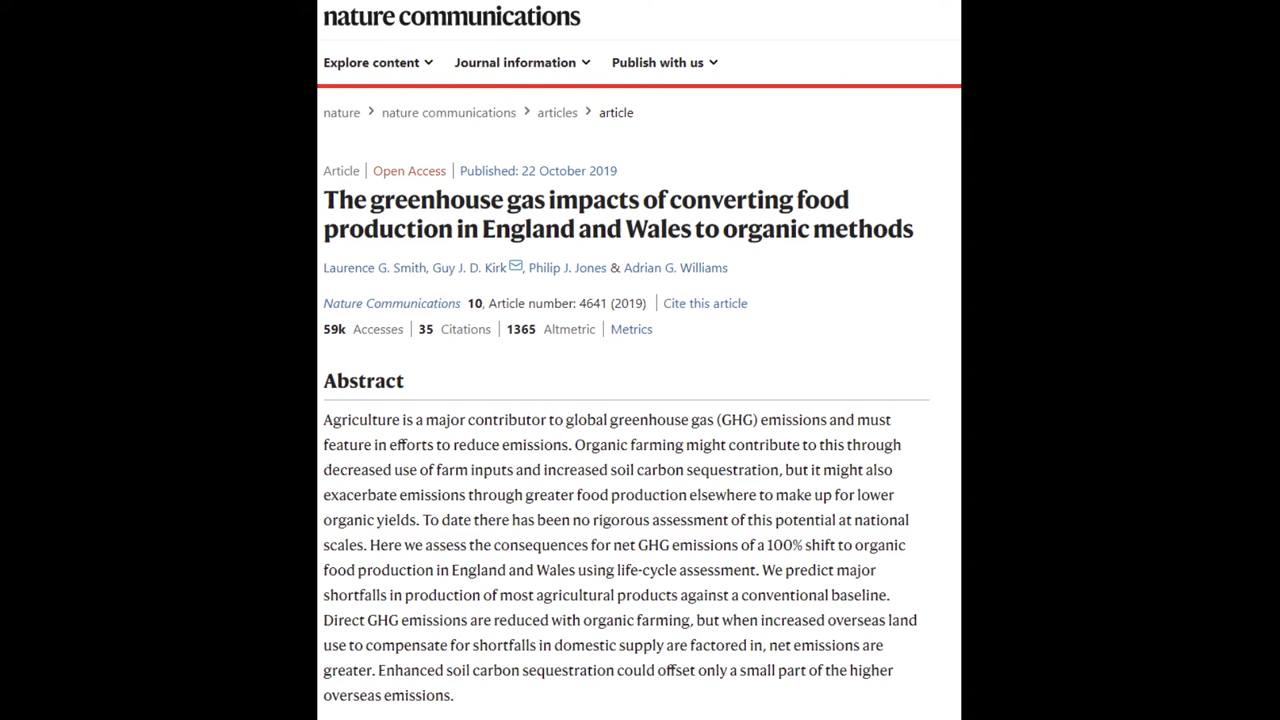 nature communications
Explore content Journal information Publish with us
nature > nature communications > articles > article
Article | Open Access | Published: 22 October 2019
The greenhouse gas impacts of converting food
production in England and Wales to organic methods
Laurence G. Smith, Guy J. D. Kirk, Philip J. Jones & Adrian G. Williams
Nature Communications 10, Article number: 4641 (2019) | Cite this article
59k Accesses | 35 Citations | 1365 Altmetric | Metrics
Abstract
Agriculture is a major contributor to global greenhouse gas (GHG) emissions and must
feature in efforts to reduce emissions. Organic farming might contribute to this through
decreased use of farm inputs and increased soil carbon sequestration, but it might also
exacerbate emissions through greater food production elsewhere to make up for lower
organic yields. To date there has been no rigorous assessment of this potential at national
scales. Here we assess the consequences for net GHG emissions of a 100% shift to organic
food production in England and Wales using life-cycle assessment. We predict major
shortfalls in production of most agricultural products against a conventional baseline.
Direct GHG emissions are reduced with organic farming, but when increased overseas land
use to compensate for shortfalls in domestic supply are factored in, net emissions are
greater. Enhanced soil carbon sequestration could offset only a small part of the higher
overseas emissions.